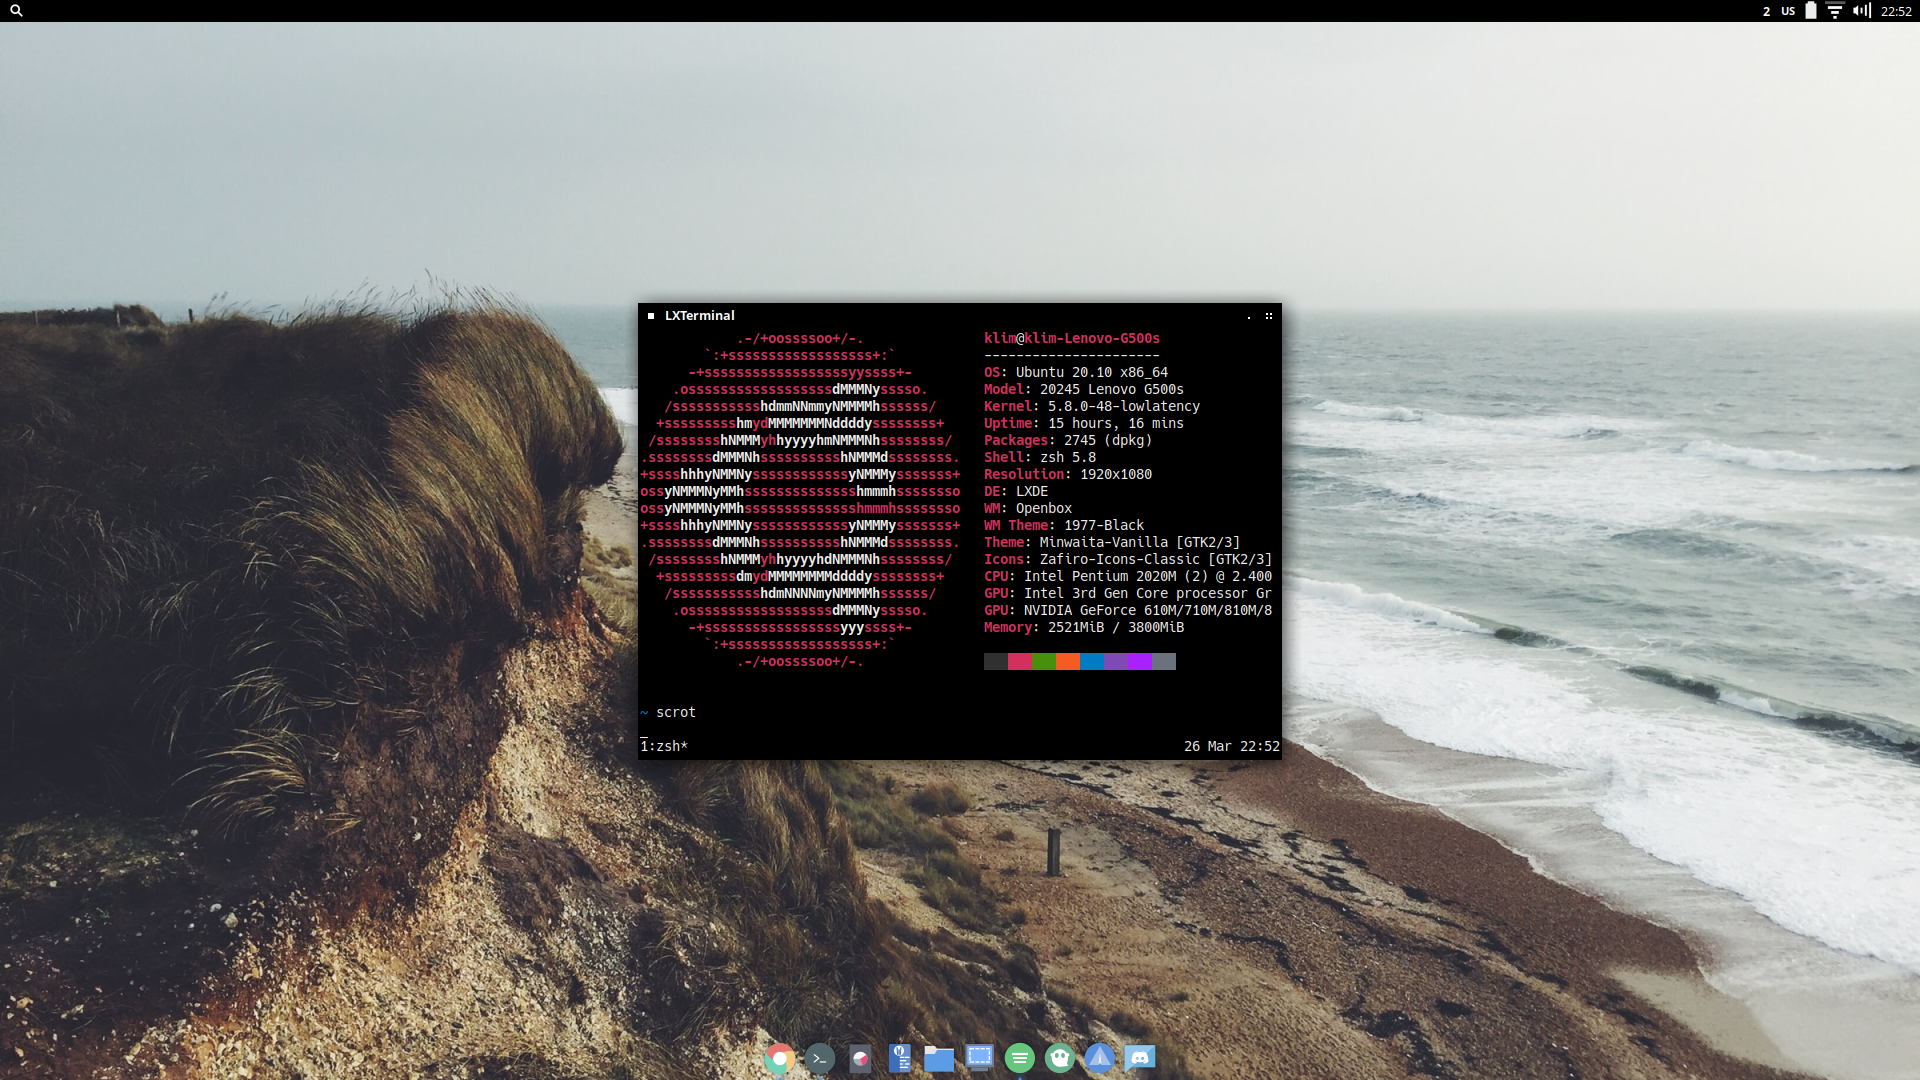 2 US 22:52
LXTerminal
.-/+oossssoo+/-.
`:+ssssssssssssssssss+:`
-+ssssssssssssssssssyyssss+-
.ossssssssssssssssssdMMMNysssso.
/ssssssssssshdmmNNmmyNMMMMhssssss/
+ssssssssshmydMMMMMMMNddddyssssssss+
/sssssssshNMMMyhhyyyyhmNMMMNhssssssss/
.ssssssssdMMMNhsssssssssshNMMMdssssssss.
+sssshhhyNMMNyssssssssssssyNMMMysssssss+
ossyNMMMNyMMhsssssssssssssshmmmhssssssso
ossyNMMMNyMMhsssssssssssssshmmmhssssssso
+sssshhhyNMMNyssssssssssssyNMMMysssssss+
.ssssssssdMMMNhsssssssssshNMMMdssssssss.
/sssssssshNMMMyhhyyyyhdNMMMNhssssssss/
+sssssssssdmydMMMMMMMMddddyssssssss+
/ssssssssssshdmNNNNmyNMMMMhssssss/
.ossssssssssssssssssdMMMNysssso.
-+sssssssssssssssssyyyssss+-
`:+ssssssssssssssssss+:`
.-/+oossssoo+/-.
klim@klim-Lenovo-G500s
----------------------
OS: Ubuntu 20.10 x86_64
Model: 20245 Lenovo G500s
Kernel: 5.8.0-48-lowlatency
Uptime: 15 hours, 16 mins
Packages: 2745 (dpkg)
Shell: zsh 5.8
Resolution: 1920x1080
DE: LXDE
WM: Openbox
WM Theme: 1977-Black
Theme: Minwaita-Vanilla [GTK2/3]
Icons: Zafiro-Icons-Classic [GTK2/3]
CPU: Intel Pentium 2020M (2) @ 2.400
GPU: Intel 3rd Gen Core processor Gr
GPU: NVIDIA GeForce 610M/710M/810M/8
Memory: 2521MiB / 3800MiB
~ scrot
1:zsh* 26 Mar 22:52